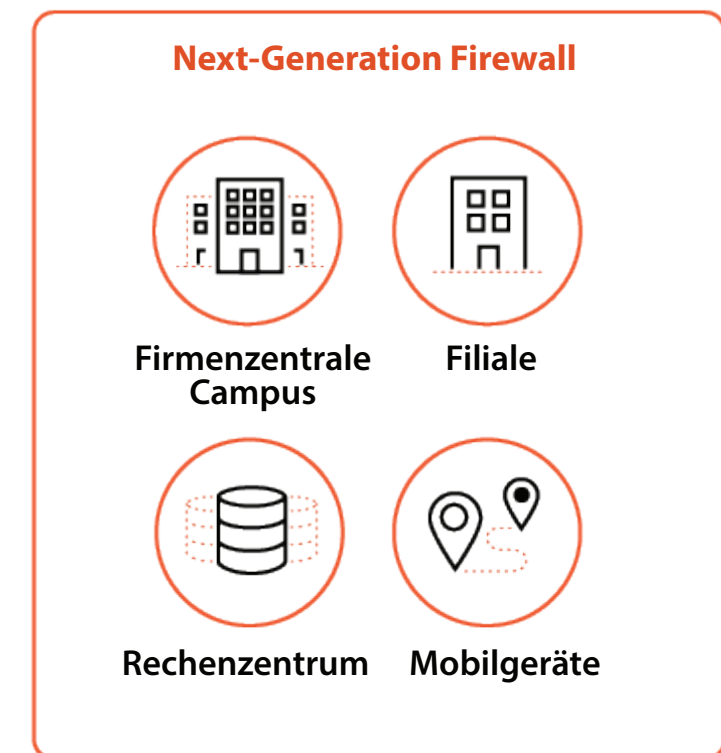 Next-Generation Firewall
Firmenzentrale
Campus
Filiale
Rechenzentrum
Mobilgeräte